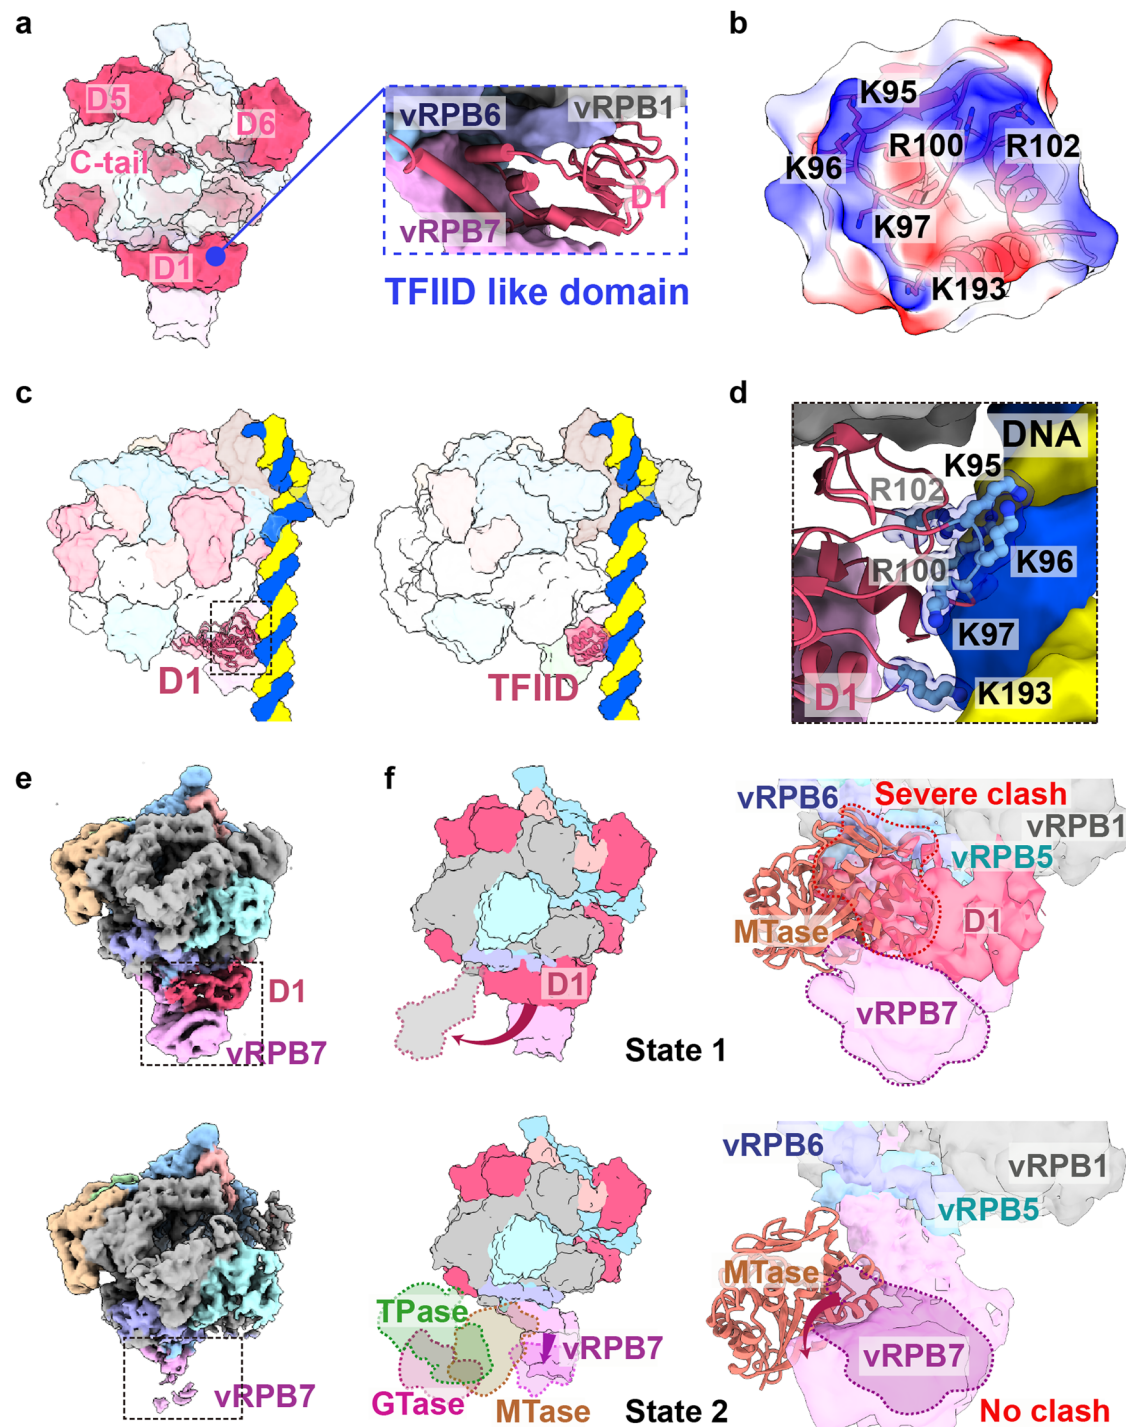 a
D5
D6
C-tail
D1
vRPB6
vRPB1
D1
vRPB7
TFIID like domain
b
K95
R100
R102
K96
K97
K193
c
D1
TFIID
d
DNA
K95
R102
R100
K96
K97
D1
K193
e
D1
vRPB7
vRPB7
f
D1
State 1
vRPB6
Severe clash
vRPB1
vRPB5
MTase
D1
vRPB7
TPase
vRPB7
GTase
MTase
State 2
vRPB6
vRPB1
vRPB5
MTase
vRPB7
No clash